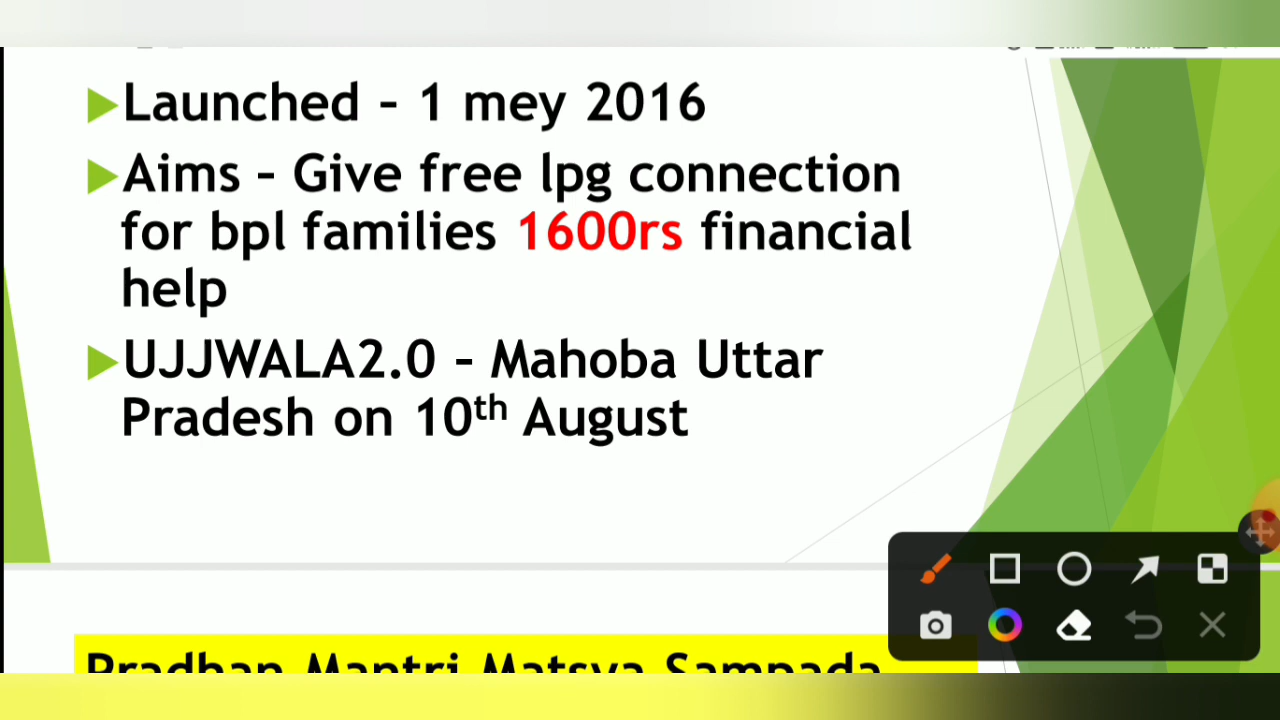 Launched – 1 mey 2016
Aims – Give free lpg connection
for bpl families 1600rs financial
help
UJJWALA2.0 – Mahoba Uttar
Pradesh on 10th August
Pradhan Mantri Matsya Sampada